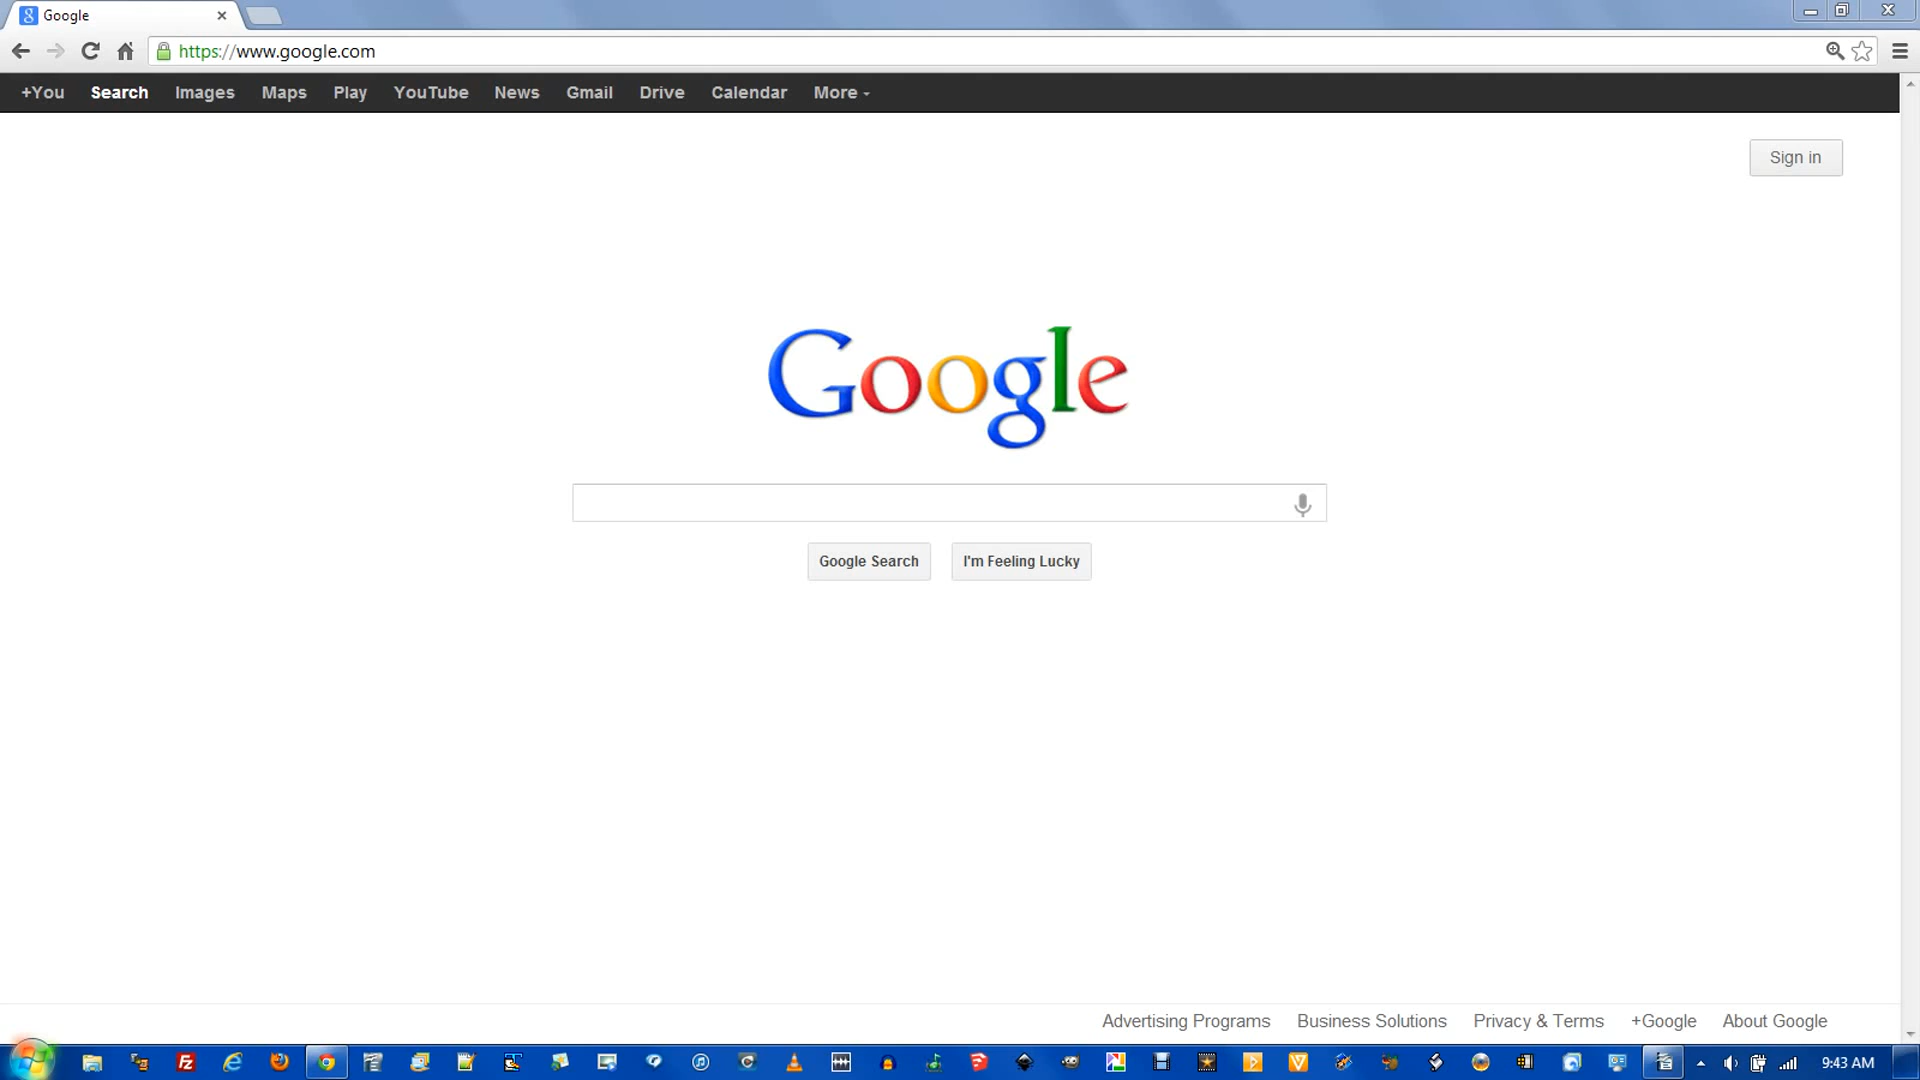 Google
https://www.google.com
+You Search Images Maps Play YouTube News Gmail Drive Calendar More
Sign in
Google
Google Search I'm Feeling Lucky
Advertising Programs Business Solutions Privacy & Terms +Google About Google
9:43 AM